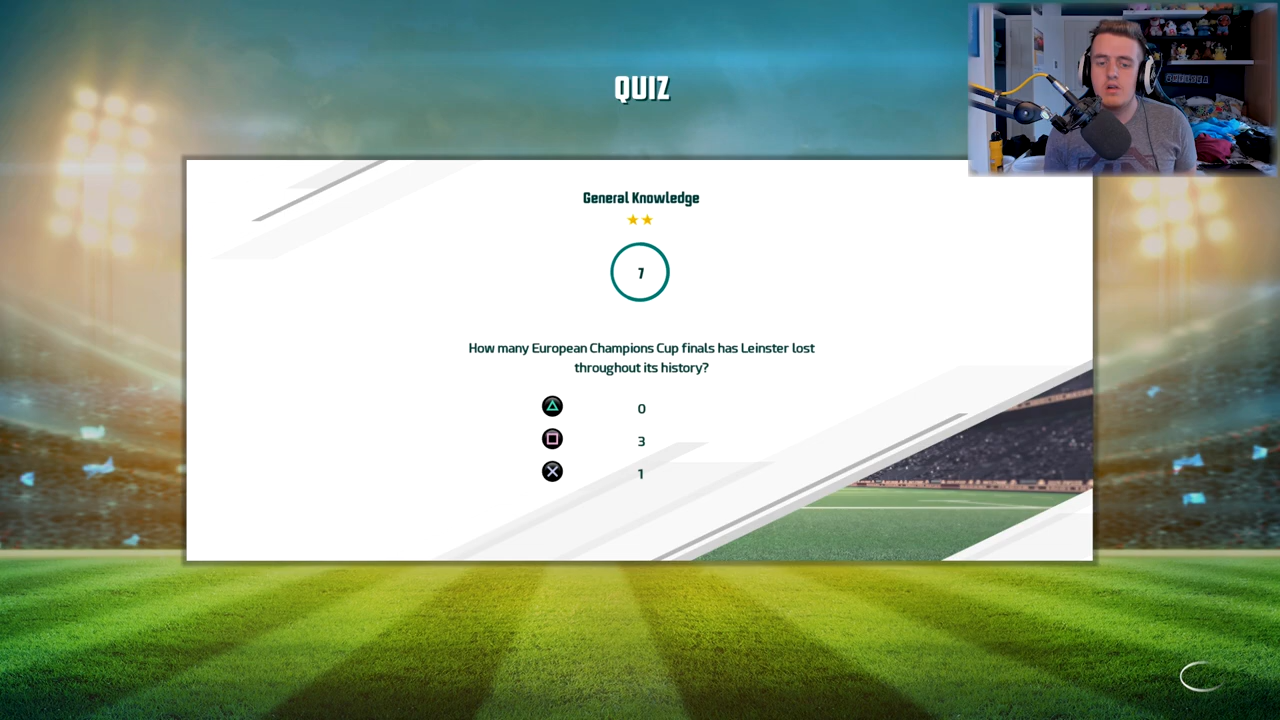 QUIZ
General Knowledge
7
How many European Champions Cup finals has Leinster lost
throughout its history?
0
3
1